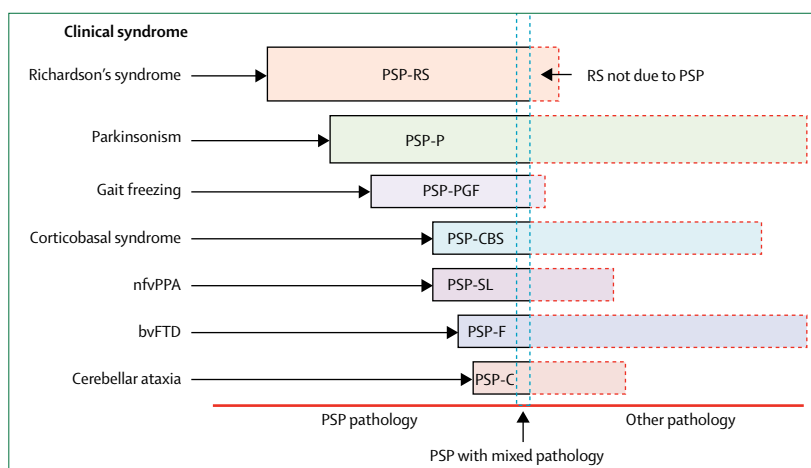 Clinical syndrome
Richardson's syndrome
PSP-RS
RS not due to PSP
Parkinsonism
PSP-P
Gait freezing
PSP-PGF
Corticobasal syndrome
PSP-CBS
nfvPPA
PSP-SL
bvFTD
PSP-F
Cerebellar ataxia
PSP-C
PSP pathology
Other pathology
PSP with mixed pathology